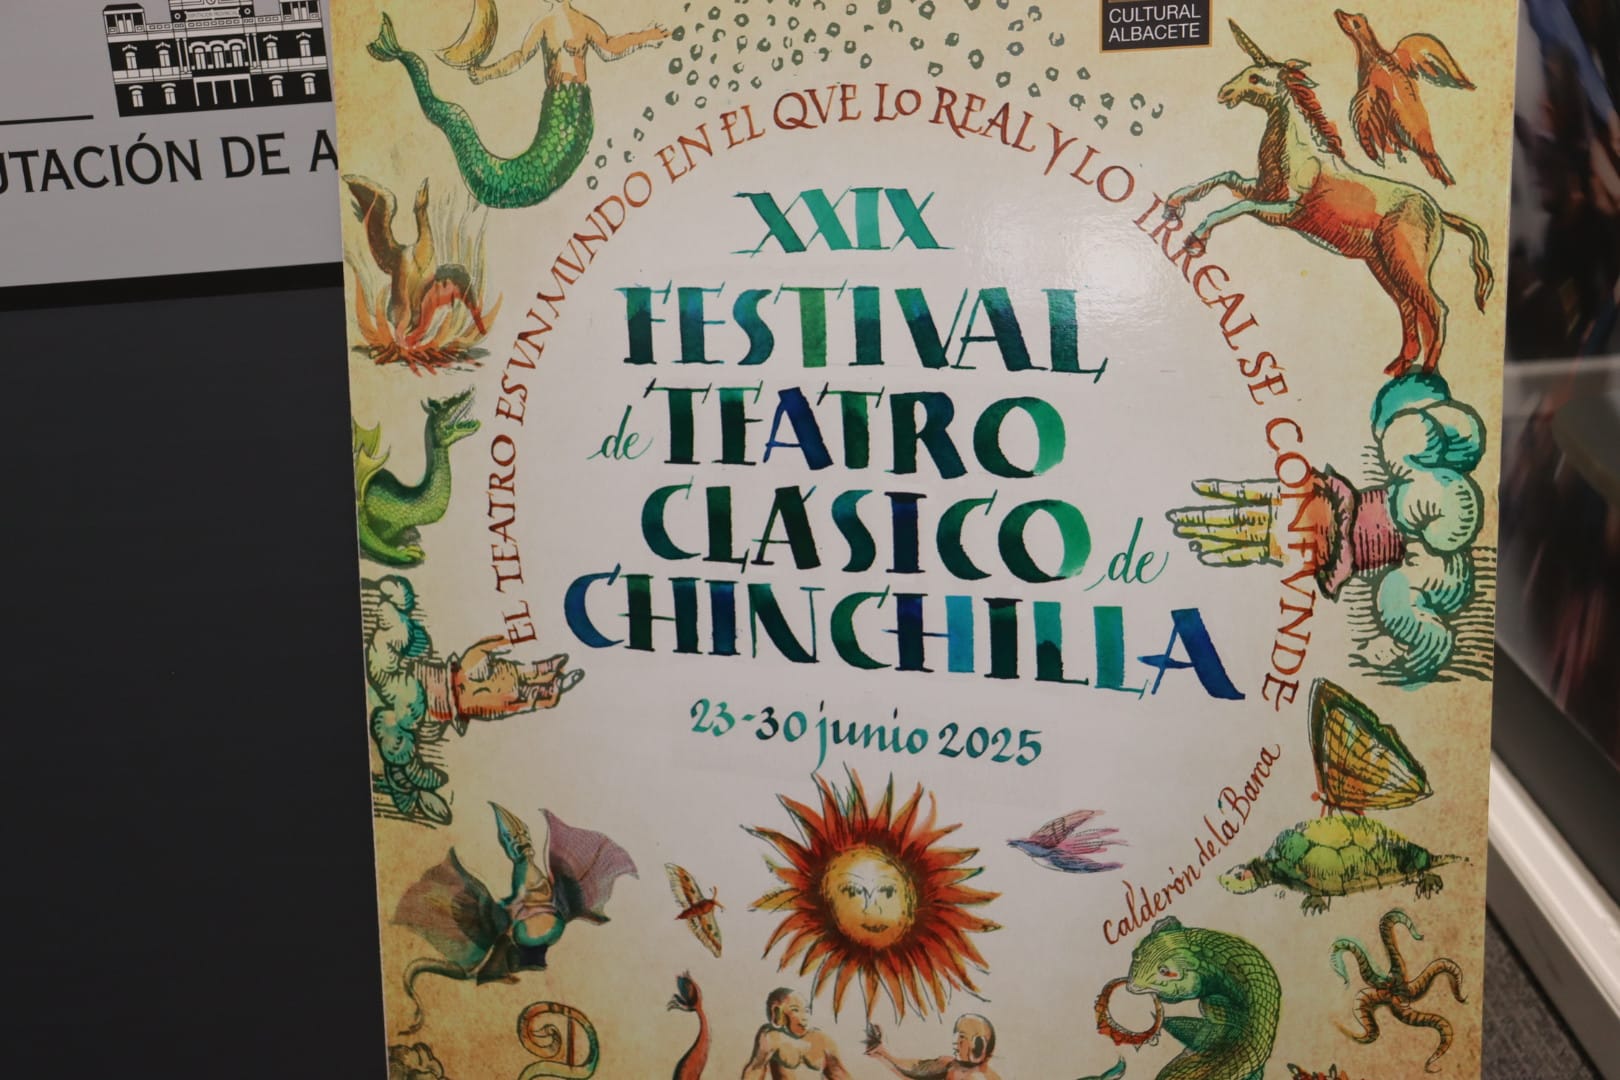 CULTURAL
ALBACETE
UTACIÓN DE A
EL TEATRO ES VN MVNDO EN EL QVE LO REAL Y LO IRREAL SE CONFVNDE
XXIX
FESTIVAL
de TEATRO
CLÁSICO de
CHINCHILLA
23-30 junio 2025
Calderón de la Barca